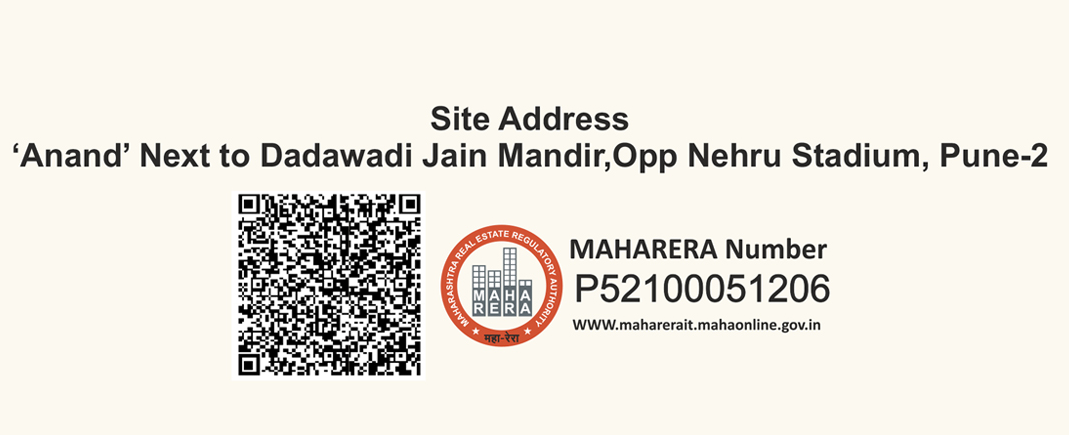 Site Address
‘Anand’ Next to Dadawadi Jain Mandir,Opp Nehru Stadium, Pune-2
MAHARASHTRA REAL ESTATE REGULATORY AUTHORITY
MAHA
RERA
महा-रेरा
MAHARERA Number
P52100051206
WWW.maharerait.mahaonline.gov.in